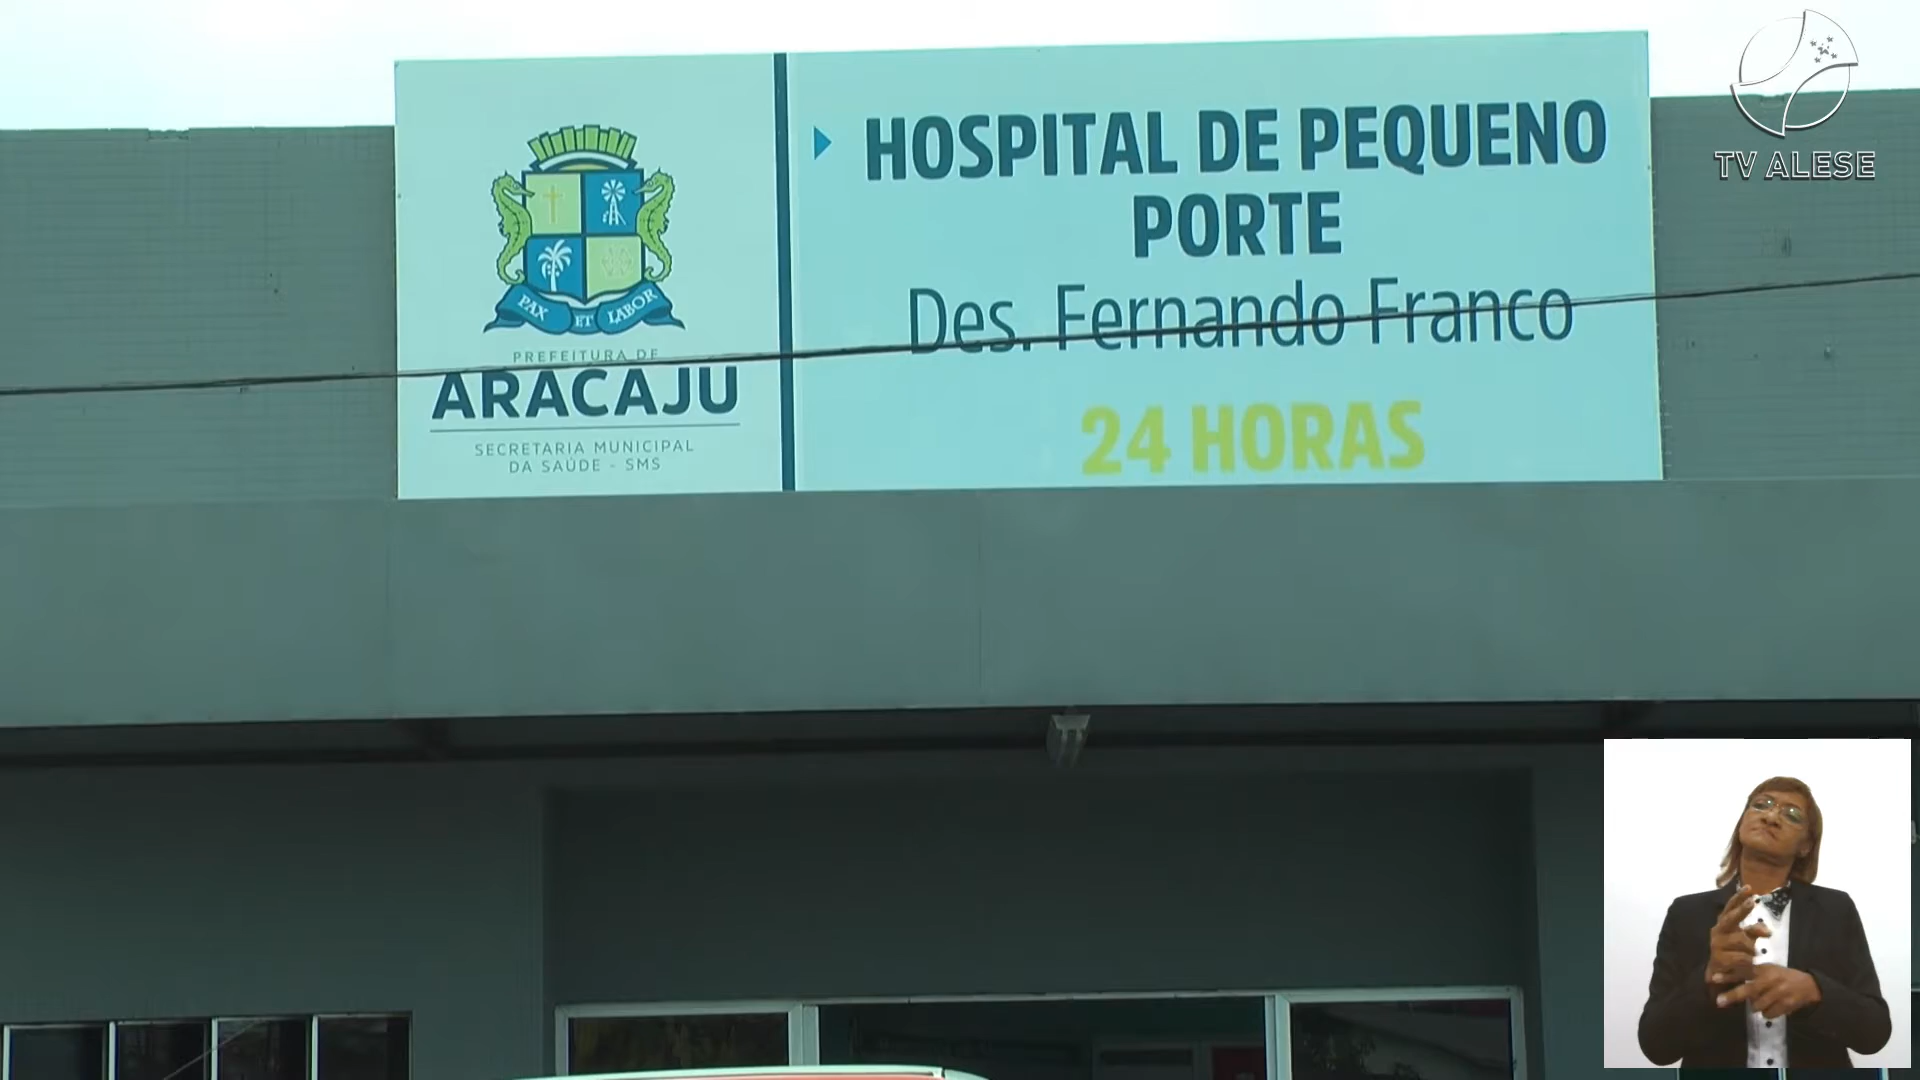 TV ALESE
HOSPITAL DE PEQUENO
PORTE
Des. Fernando Franco
24 HORAS
PAX ET LABOR
PREFEITURA DE
ARACAJU
SECRETARIA MUNICIPAL
DA SAÚDE - SMS